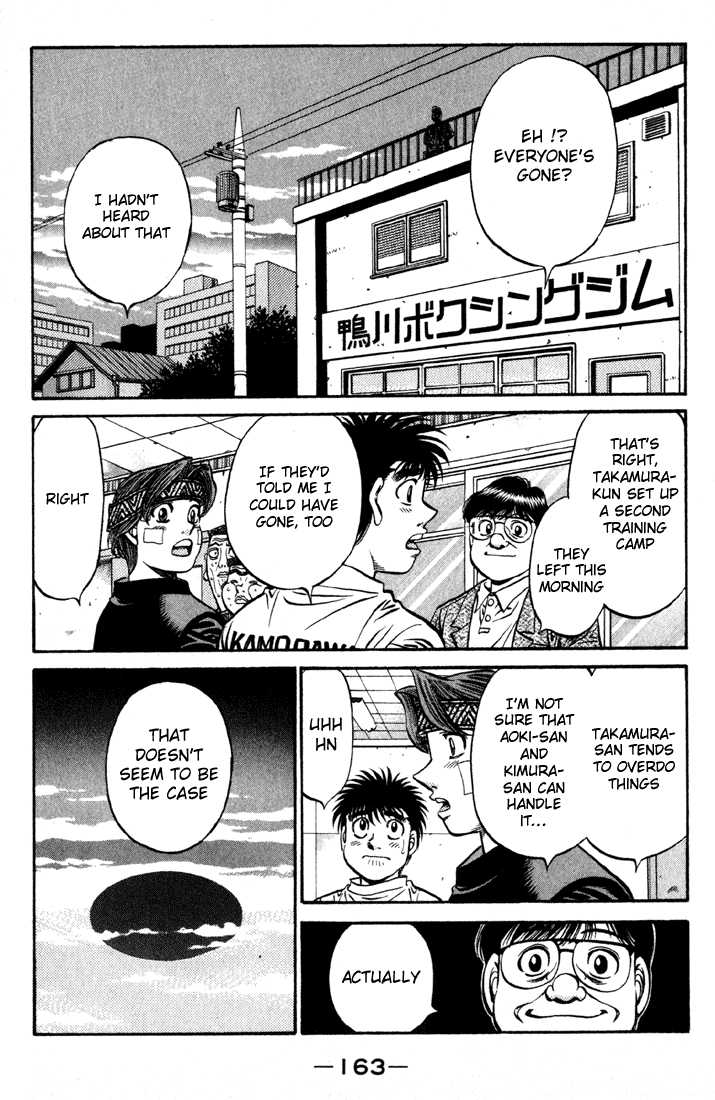 EH !?
EVERYONE'S
GONE?
I HADN'T
HEARD
ABOUT THAT
鴨川ボクシングジム
THAT'S
RIGHT,
TAKAMURA-
KUN SET UP
A SECOND
TRAINING
CAMP
THEY
LEFT THIS
MORNING
IF THEY'D
TOLD ME I
COULD HAVE
GONE, TOO
RIGHT
KAMOGAWA
TAKAMURA-
SAN TENDS
TO OVERDO
THINGS
I'M NOT
SURE THAT
AOKI-SAN
AND
KIMURA-
SAN CAN
HANDLE
IT...
UHH
HN
ACTUALLY
THAT
DOESN'T
SEEM TO BE
THE CASE
—163—